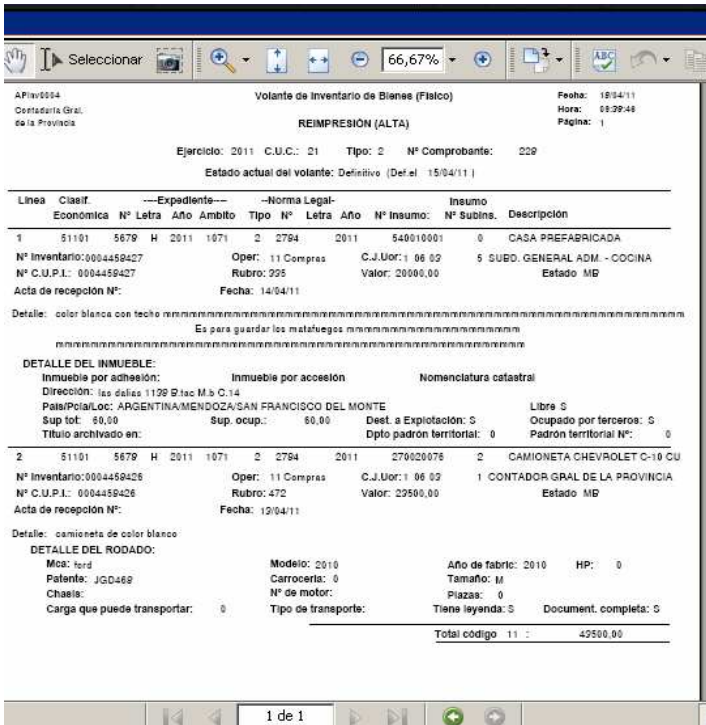 Seleccionar 66,67%
APInv0004 Volante de Inventario de Bienes (Físico) Fecha: 18/04/11
Contaduría Gral. Hora: 09:39:46
de la Provincia REIMPRESIÓN (ALTA) Página: 1
Ejercicio: 2011 C.U.C.: 21 Tipo: 2 Nº Comprobante: 229
Estado actual del volante: Definitivo (Def.el 15/04/11 )
Línea Clasif. ----Expediente---- --Norma Legal- Insumo
Económica Nº Letra Año Ambito Tipo Nº Letra Año Nº Insumo: Nº Subins. Descripción
1 51101 5679 H 2011 1071 2 2794 2011 540010001 0 CASA PREFABRICADA
Nº Inventario:0004459427 Oper: 11 Compras C.J.Uor:1 06 03 5 SUBD. GENERAL ADM. - COCINA
Nº C.U.P.I.: 0004459427 Rubro: 995 Valor: 20000,00 Estado MB
Acta de recepción Nº: Fecha: 14/04/11
Detalle: color blanca con techo
Es para guardar los matafuegos
DETALLE DEL INMUEBLE:
Inmueble por adhesión: Inmueble por accesión Nomenclatura catastral
Dirección: las dalias 1199 B.tac M.b C.14
País/Pcia/Loc: ARGENTINA/MENDOZA/SAN FRANCISCO DEL MONTE Libre S
Sup tot: 60,00 Sup. ocup.: 60,00 Dest. a Explotación: S Ocupado por terceros: S
Título archivado en: Dpto padrón territorial: 0 Padrón territorial Nº: 0
2 51101 5679 H 2011 1071 2 2794 2011 270020076 2 CAMIONETA CHEVROLET C-10 CU
Nº Inventario:0004459426 Oper: 11 Compras C.J.Uor:1 06 03 1 CONTADOR GRAL DE LA PROVINCIA
Nº C.U.P.I.: 0004459426 Rubro: 472 Valor: 29500,00 Estado MB
Acta de recepción Nº: Fecha: 13/04/11
Detalle: camioneta de color blanco
DETALLE DEL RODADO:
Mca: ford Modelo: 2010 Año de fabric: 2010 HP: 0
Patente: JGD469 Carrocería: 0 Tamaño: M
Chasis: Nº de motor: Plazas: 0
Carga que puede transportar: 0 Tipo de transporte: Tiene leyenda: S Document. completa: S
Total código 11 : 49500,00
1 de 1